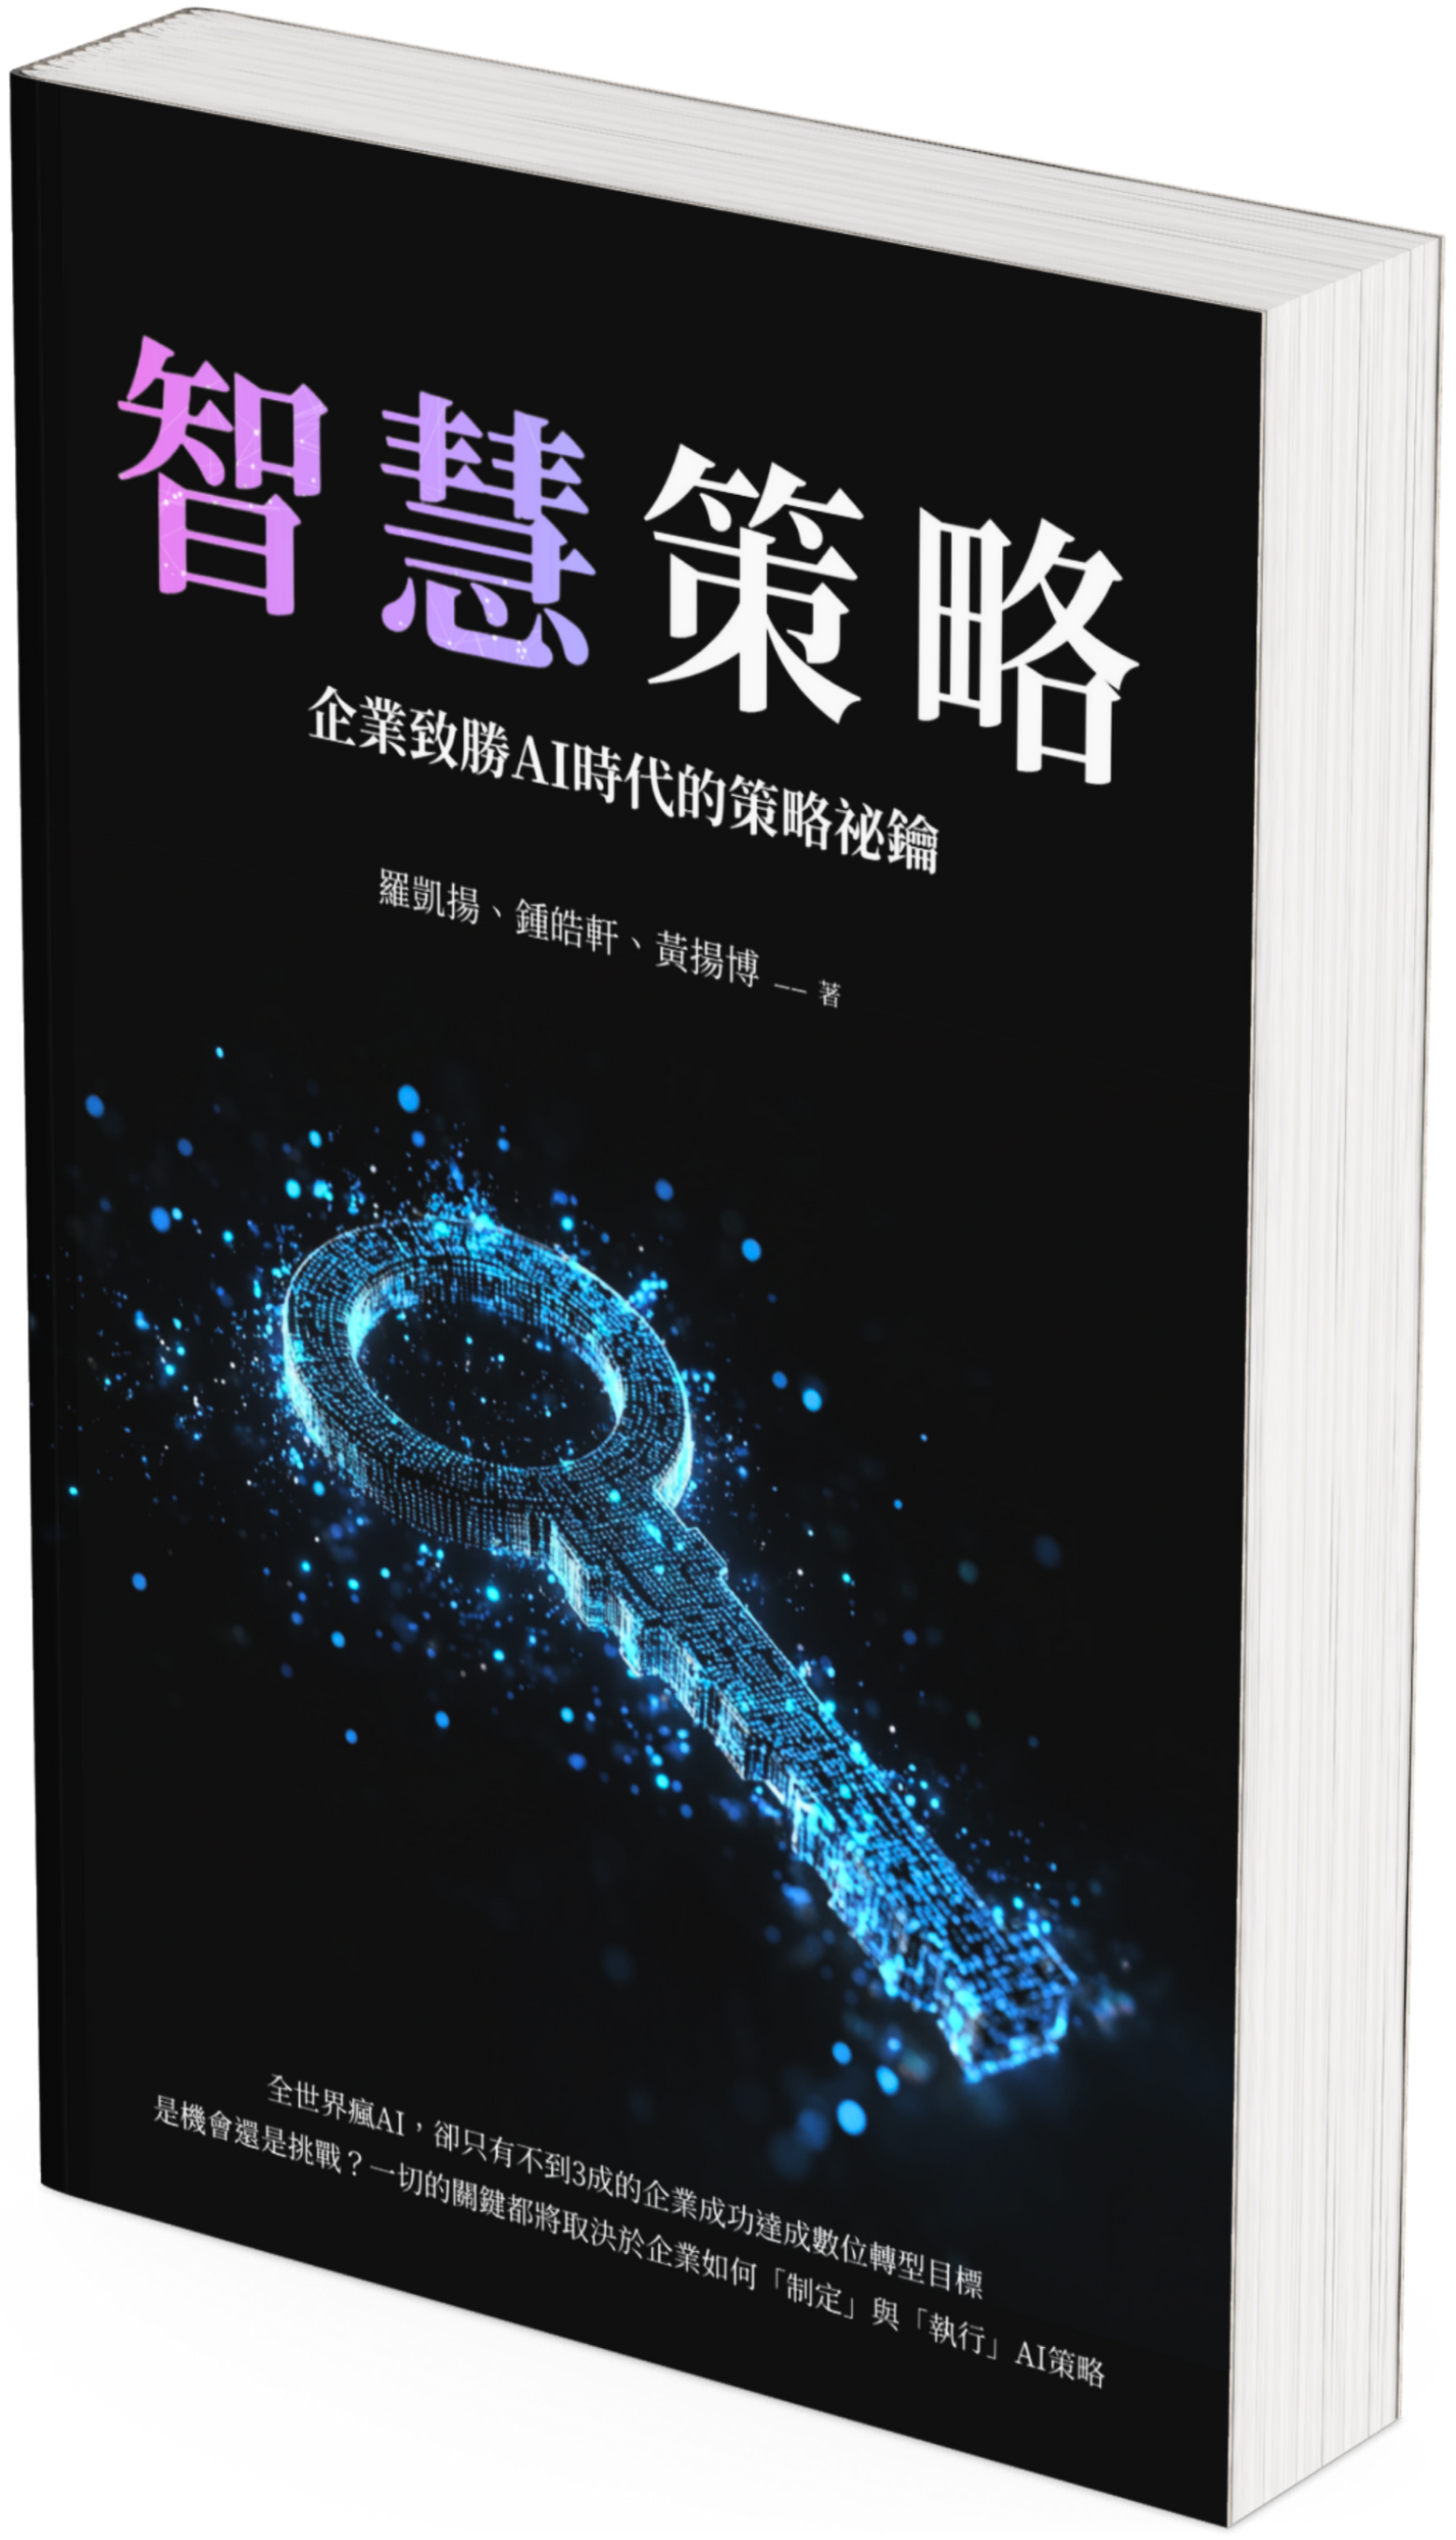 智慧策略
企業致勝AI時代的策略祕鑰
羅凱揚、鍾皓軒、黃揚博 —— 著
全世界瘋AI，卻只有不到3成的企業成功達成數位轉型目標
是機會還是挑戰？一切的關鍵都將取決於企業如何「制定」與「執行」AI策略